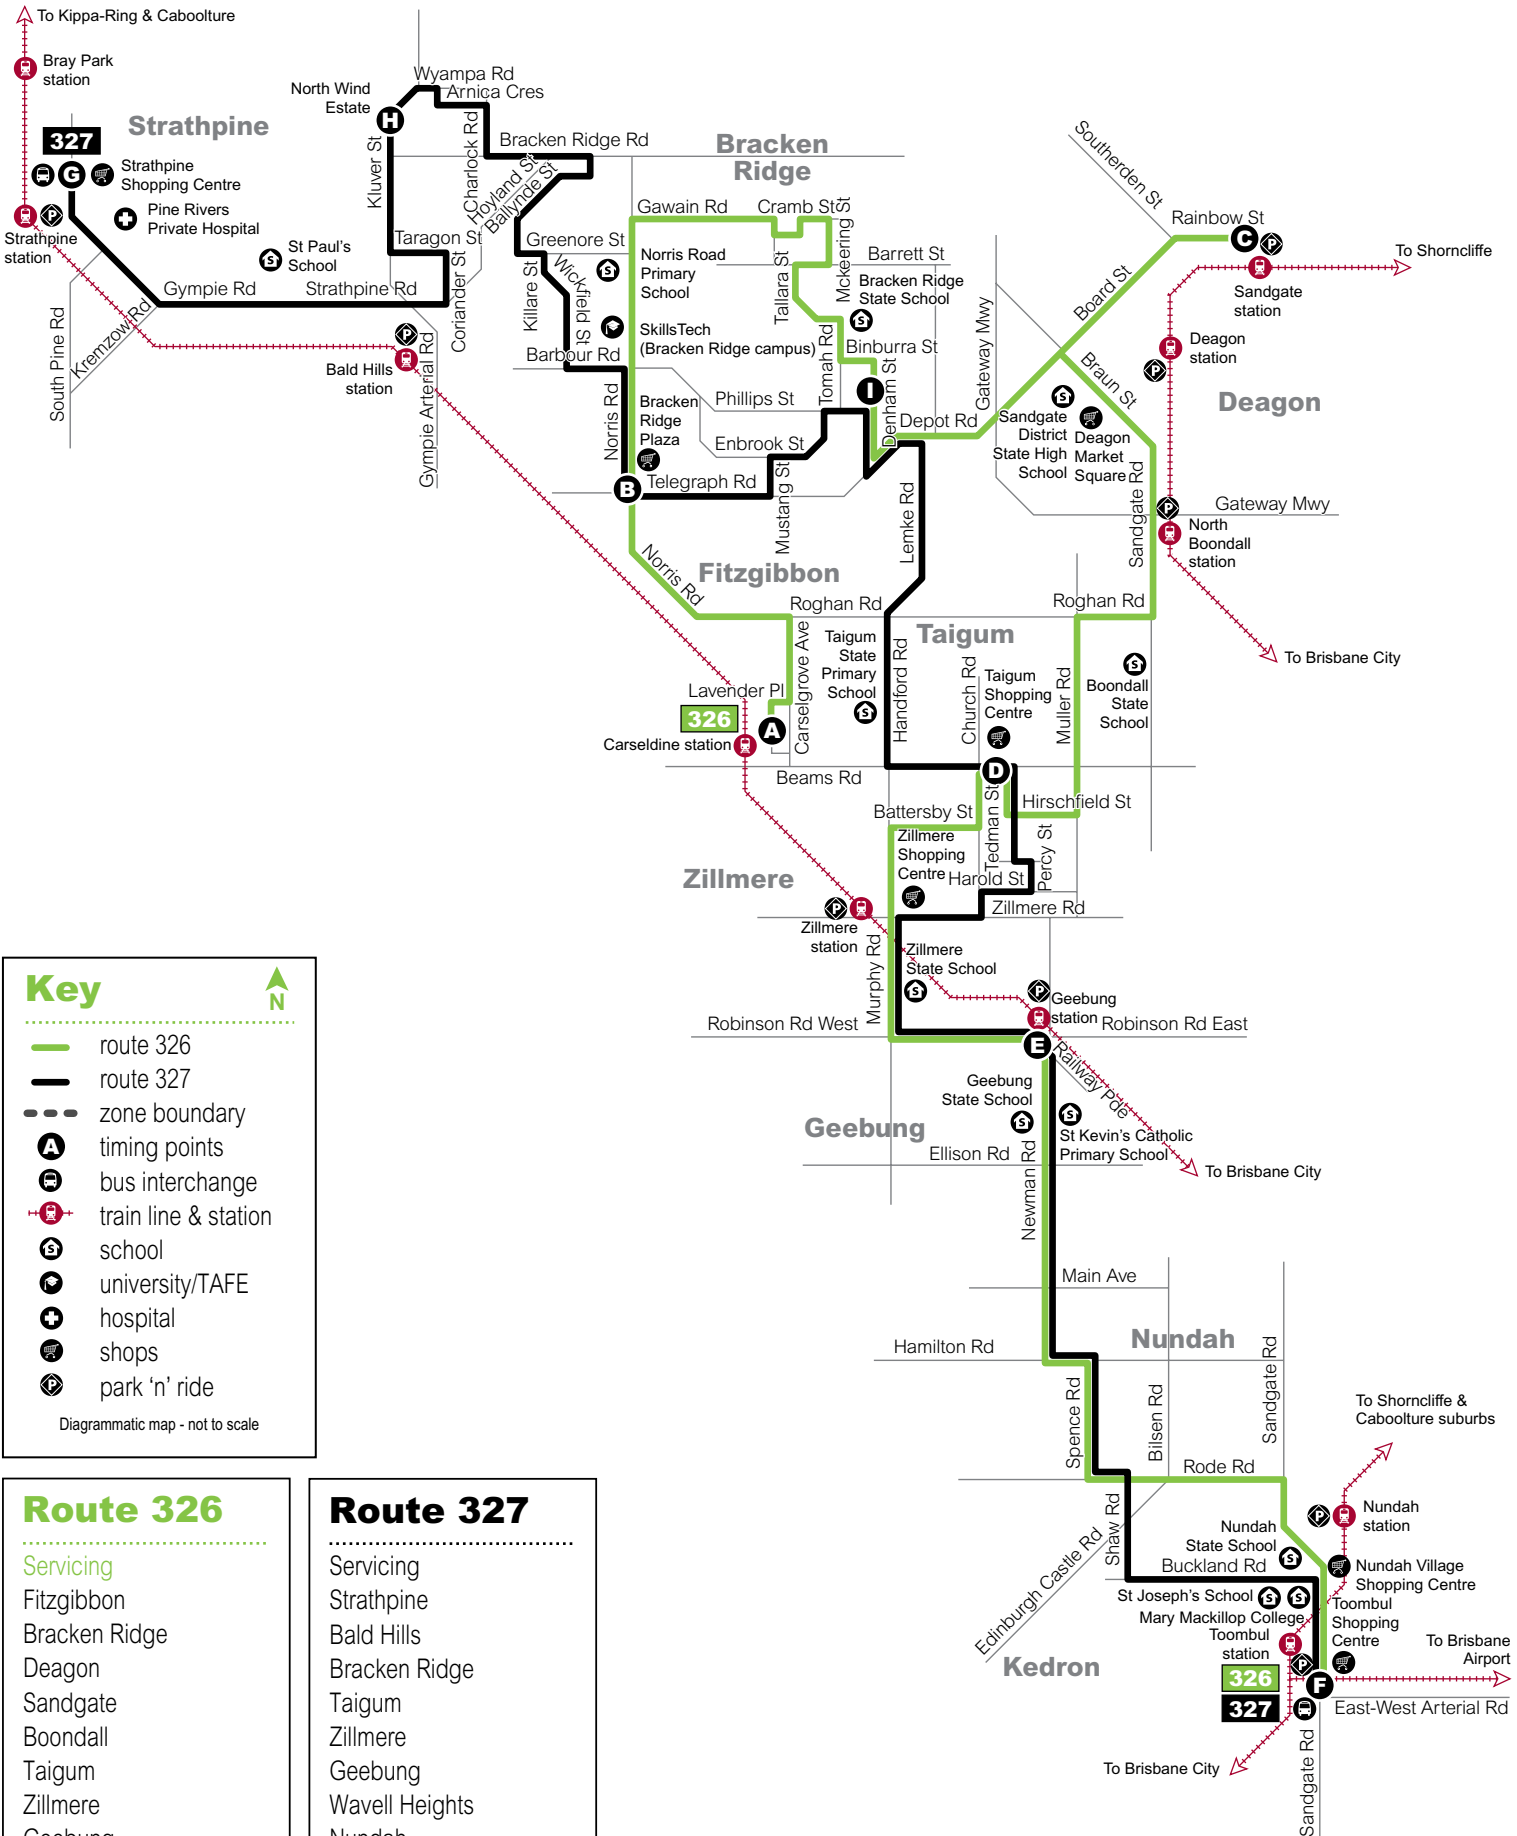 To Kippa-Ring & Caboolture
Bray Park
station
Strathpine
327
G
Strathpine
Shopping Centre
Pine Rivers
Private Hospital
Strathpine
station
St Paul's
School
Gympie Rd
Strathpine Rd
South Pine Rd
Kremzow Rd
North Wind
Estate
H
Wyampa Rd
Arnica Cres
Kluver St
Charlock Rd
Bracken Ridge Rd
Hoyland St
Ballynde St
Taragon St
Coriander St
Bald Hills
station
Gympie Arterial Rd
Greenore St
Killare St
Wickfield St
Barbour Rd
Norris Rd
Bracken
Ridge
Gawain Rd
Cramb St
Mckeering St
Norris Road
Primary
School
Tallara St
Barrett St
Bracken Ridge
State School
SkillsTech
(Bracken Ridge campus)
Tomah Rd
Binburra St
I
Denham St
Phillips St
Bracken
Ridge
Plaza
Enbrook St
B
Telegraph Rd
Mustang St
Depot Rd
Gateway Mwy
Lemke Rd
Southerden St
Rainbow St
C
To Shorncliffe
Sandgate
station
Board St
Deagon
station
Braun St
Deagon
Sandgate
District
State High
School
Deagon
Market
Square
Sandgate Rd
Gateway Mwy
North
Boondall
station
To Brisbane City
Norris Rd
Fitzgibbon
Roghan Rd
Roghan Rd
Taigum
Taigum
State
Primary
School
Handford Rd
Carselgrove Ave
Lavender Pl
326
A
Carseldine station
Beams Rd
Church Rd
Taigum
Shopping
Centre
Muller Rd
Boondall
State
School
D
Hirschfield St
Battersby St
Tedman St
Percy St
Zillmere
Shopping
Centre
Harold St
Zillmere
Zillmere Rd
Zillmere
station
Murphy Rd
Zillmere
State School
Geebung
station
Robinson Rd West
Robinson Rd East
E
Railway Pde
Geebung
State School
Geebung
St Kevin's Catholic
Primary School
Ellison Rd
To Brisbane City
Newman Rd
Main Ave
Hamilton Rd
Nundah
Spence Rd
Bilsen Rd
Sandgate Rd
To Shorncliffe &
Caboolture suburbs
Rode Rd
Nundah
station
Shaw Rd
Nundah
State School
Edinburgh Castle Rd
Buckland Rd
Nundah Village
Shopping Centre
St Joseph's School
Mary Mackillop College
Toombul
station
Toombul
Shopping
Centre
To Brisbane
Airport
Kedron
326
327
F
East-West Arterial Rd
To Brisbane City
Sandgate Rd
Key
N
route 326
route 327
zone boundary
A timing points
bus interchange
train line & station
school
university/TAFE
hospital
shops
park 'n' ride
Diagrammatic map - not to scale
Route 326
Servicing
Fitzgibbon
Bracken Ridge
Deagon
Sandgate
Boondall
Taigum
Zillmere
Geebung
Route 327
Servicing
Strathpine
Bald Hills
Bracken Ridge
Taigum
Zillmere
Geebung
Wavell Heights
Nundah